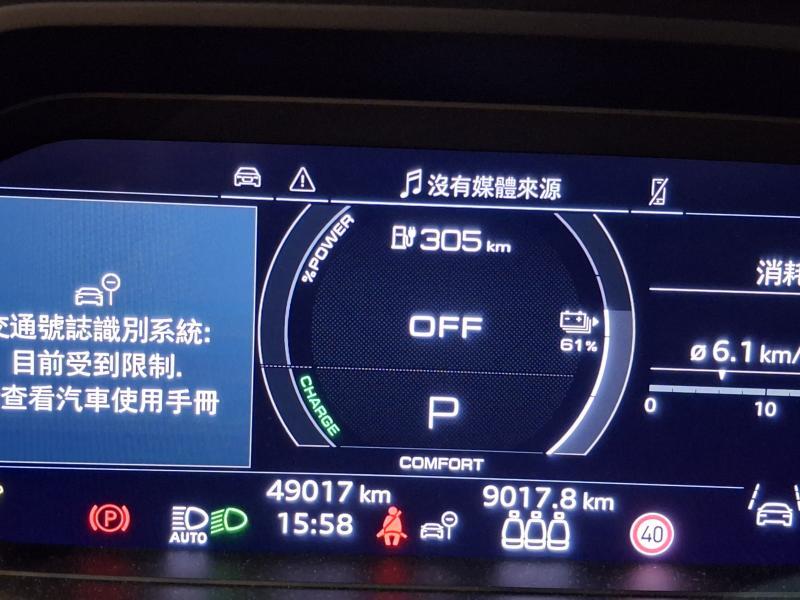 沒有媒體來源
%POWER
305 km
交通號誌識別系統:
目前受到限制.
查看汽車使用手冊
OFF
61%
消耗
ø 6.1 km/
0
10
CHARGE
P
COMFORT
49017 km
9017.8 km
P
AUTO
15:58
40